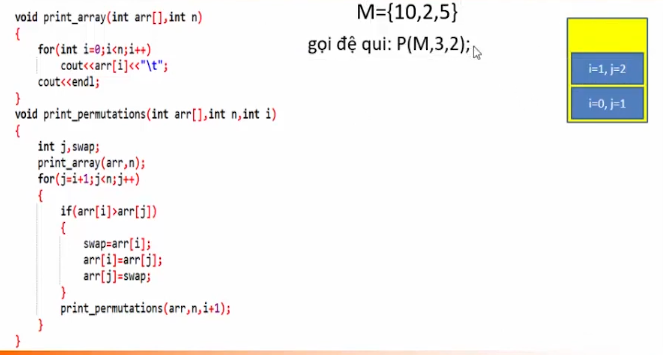 void print_array(int arr[],int n)
{
for(int i=0;i<n;i++)
cout<<arr[i]<<"\t";
cout<<endl;
}
void print_permutations(int arr[],int n,int i)
{
int j,swap;
print_array(arr,n);
for(j=i+1;j<n;j++)
{
if(arr[i]>arr[j])
{
swap=arr[i];
arr[i]=arr[j];
arr[j]=swap;
}
print_permutations(arr,n,i+1);
}
}
M={10,2,5}
gọi đệ qui: P(M,3,2);
i=1, j=2
i=0, j=1